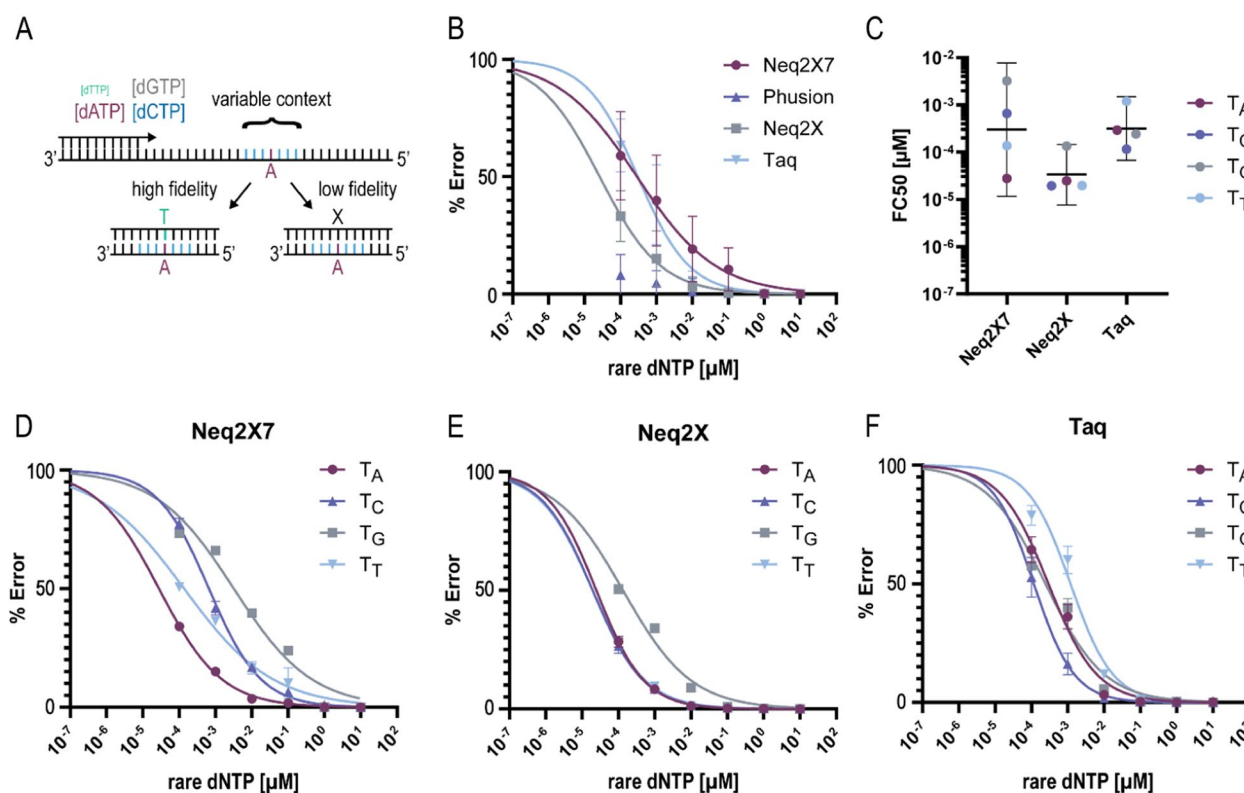 A
[dTTP] [dGTP]
[dATP] [dCTP]
variable context
3' 5'
A
high fidelity low fidelity
T X
3' 5' 3' 5'
A A
B
% Error
100
50
0
10-7 10-6 10-5 10-4 10-3 10-2 10-1 100 101 102
rare dNTP [µM]
Neq2X7
Phusion
Neq2X
Taq
C
FC50 [µM]
10-2
10-3
10-4
10-5
10-6
10-7
Neq2X7 Neq2X Taq
TA
TT
D
Neq2X7
% Error
100
50
0
10-7 10-6 10-5 10-4 10-3 10-2 10-1 100 101 102
rare dNTP [µM]
TA
TC
TG
TT
E
Neq2X
% Error
100
50
0
10-7 10-6 10-5 10-4 10-3 10-2 10-1 100 101 102
rare dNTP [µM]
TA
TC
TG
TT
F
Taq
% Error
100
50
0
10-7 10-6 10-5 10-4 10-3 10-2 10-1 100 101 102
rare dNTP [µM]
TA
TT